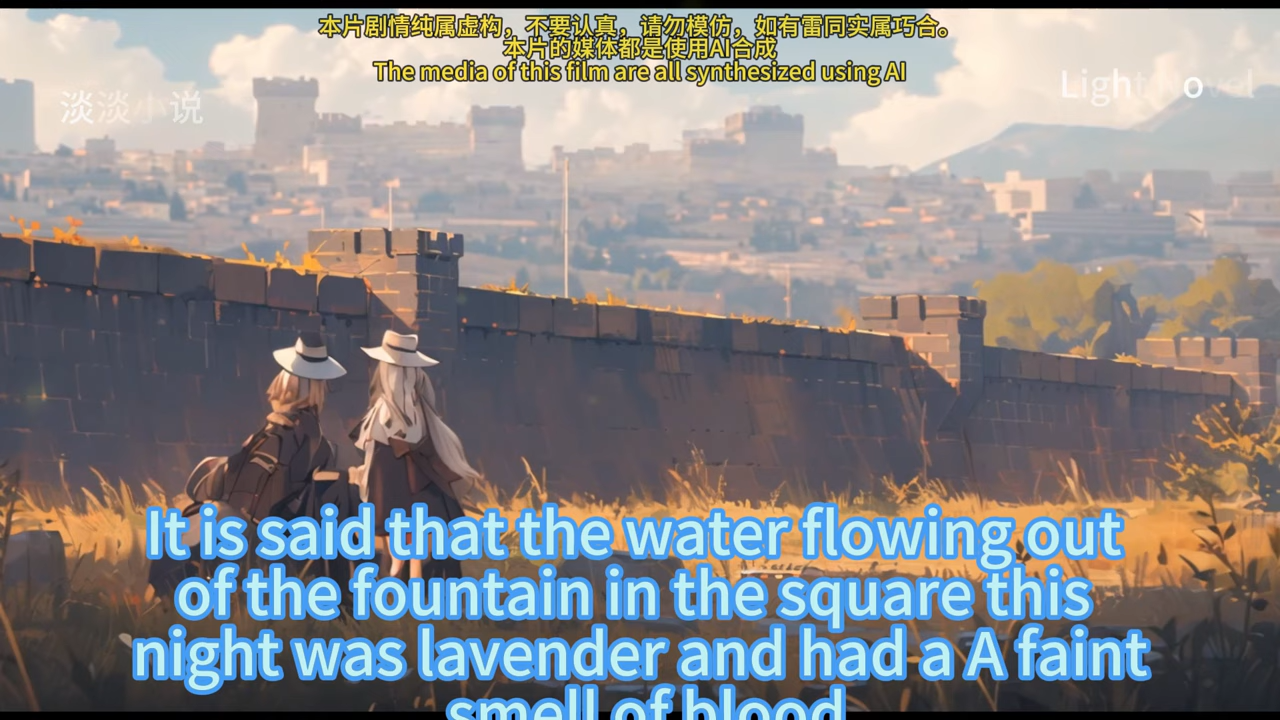 本片剧情纯属虚构，不要认真，请勿模仿，如有雷同实属巧合。
本片的媒体都是使用AI合成
The media of this film are all synthesized using AI
淡淡小说
Light Novel
It is said that the water flowing out
of the fountain in the square this
night was lavender and had a A faint
smell of blood